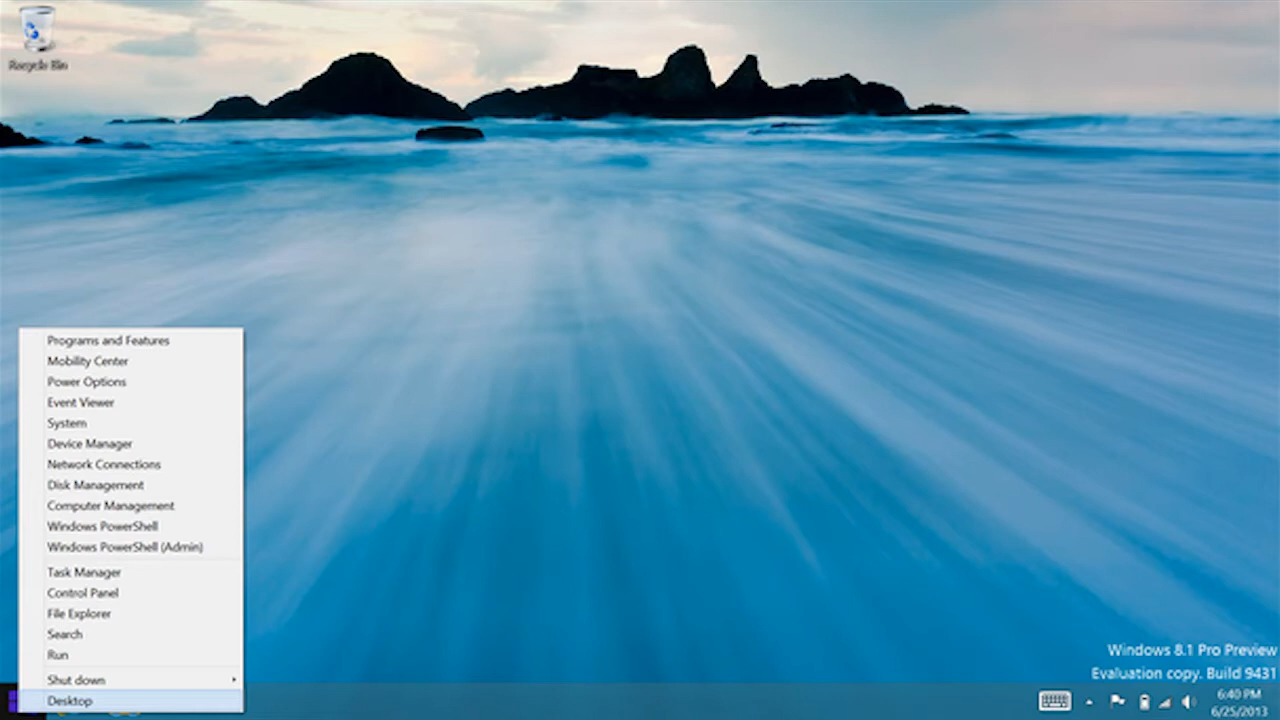 Recycle Bin
Programs and Features
Mobility Center
Power Options
Event Viewer
System
Device Manager
Network Connections
Disk Management
Computer Management
Windows PowerShell
Windows PowerShell (Admin)
Task Manager
Control Panel
File Explorer
Search
Run
Shut down
Desktop
Windows 8.1 Pro Preview
Evaluation copy. Build 9431
6:40 PM
6/25/2013